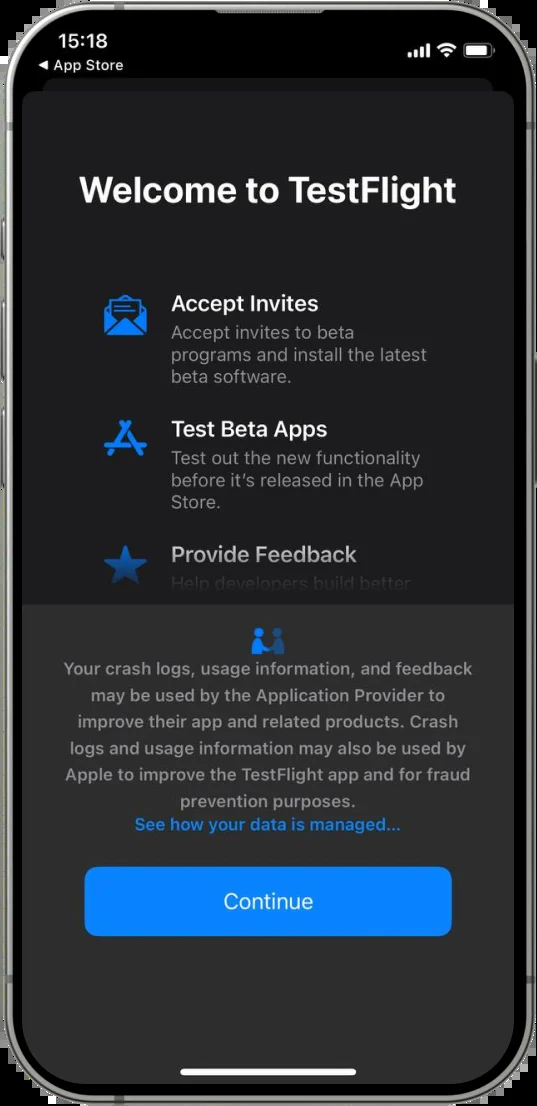 15:18
◀ App Store
Welcome to TestFlight
Accept Invites
Accept invites to beta
programs and install the latest
beta software.
Test Beta Apps
Test out the new functionality
before it's released in the App
Store.
Provide Feedback
Help developers build better
Your crash logs, usage information, and feedback
may be used by the Application Provider to
improve their app and related products. Crash
logs and usage information may also be used by
Apple to improve the TestFlight app and for fraud
prevention purposes.
See how your data is managed...
Continue